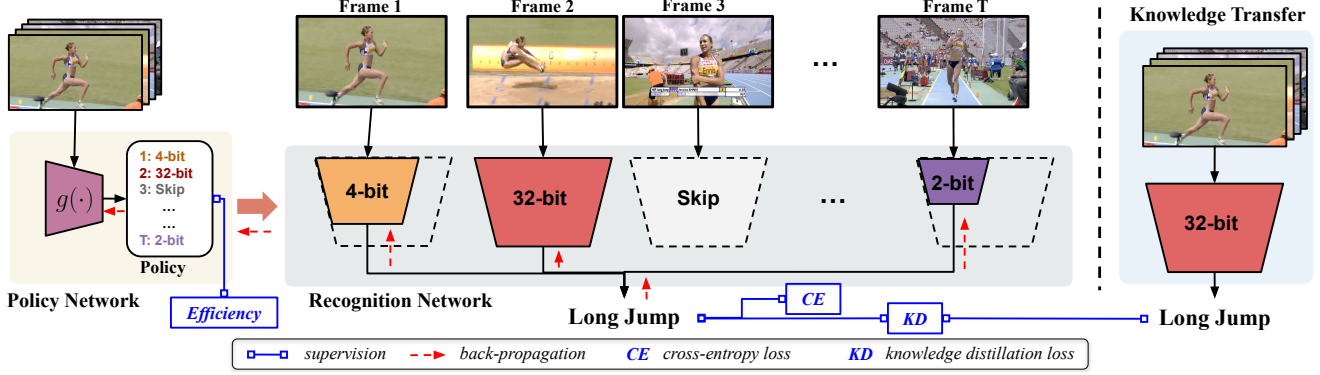 Frame 1
Frame 2
Frame 3
Frame T
Knowledge Transfer
...
g(·)
1: 4-bit
2: 32-bit
3: Skip
...
...
T: 2-bit
Policy
Policy Network
Efficiency
4-bit
32-bit
Skip
...
2-bit
Recognition Network
Long Jump
CE
KD
32-bit
Long Jump
supervision
back-propagation
CE cross-entropy loss
KD knowledge distillation loss